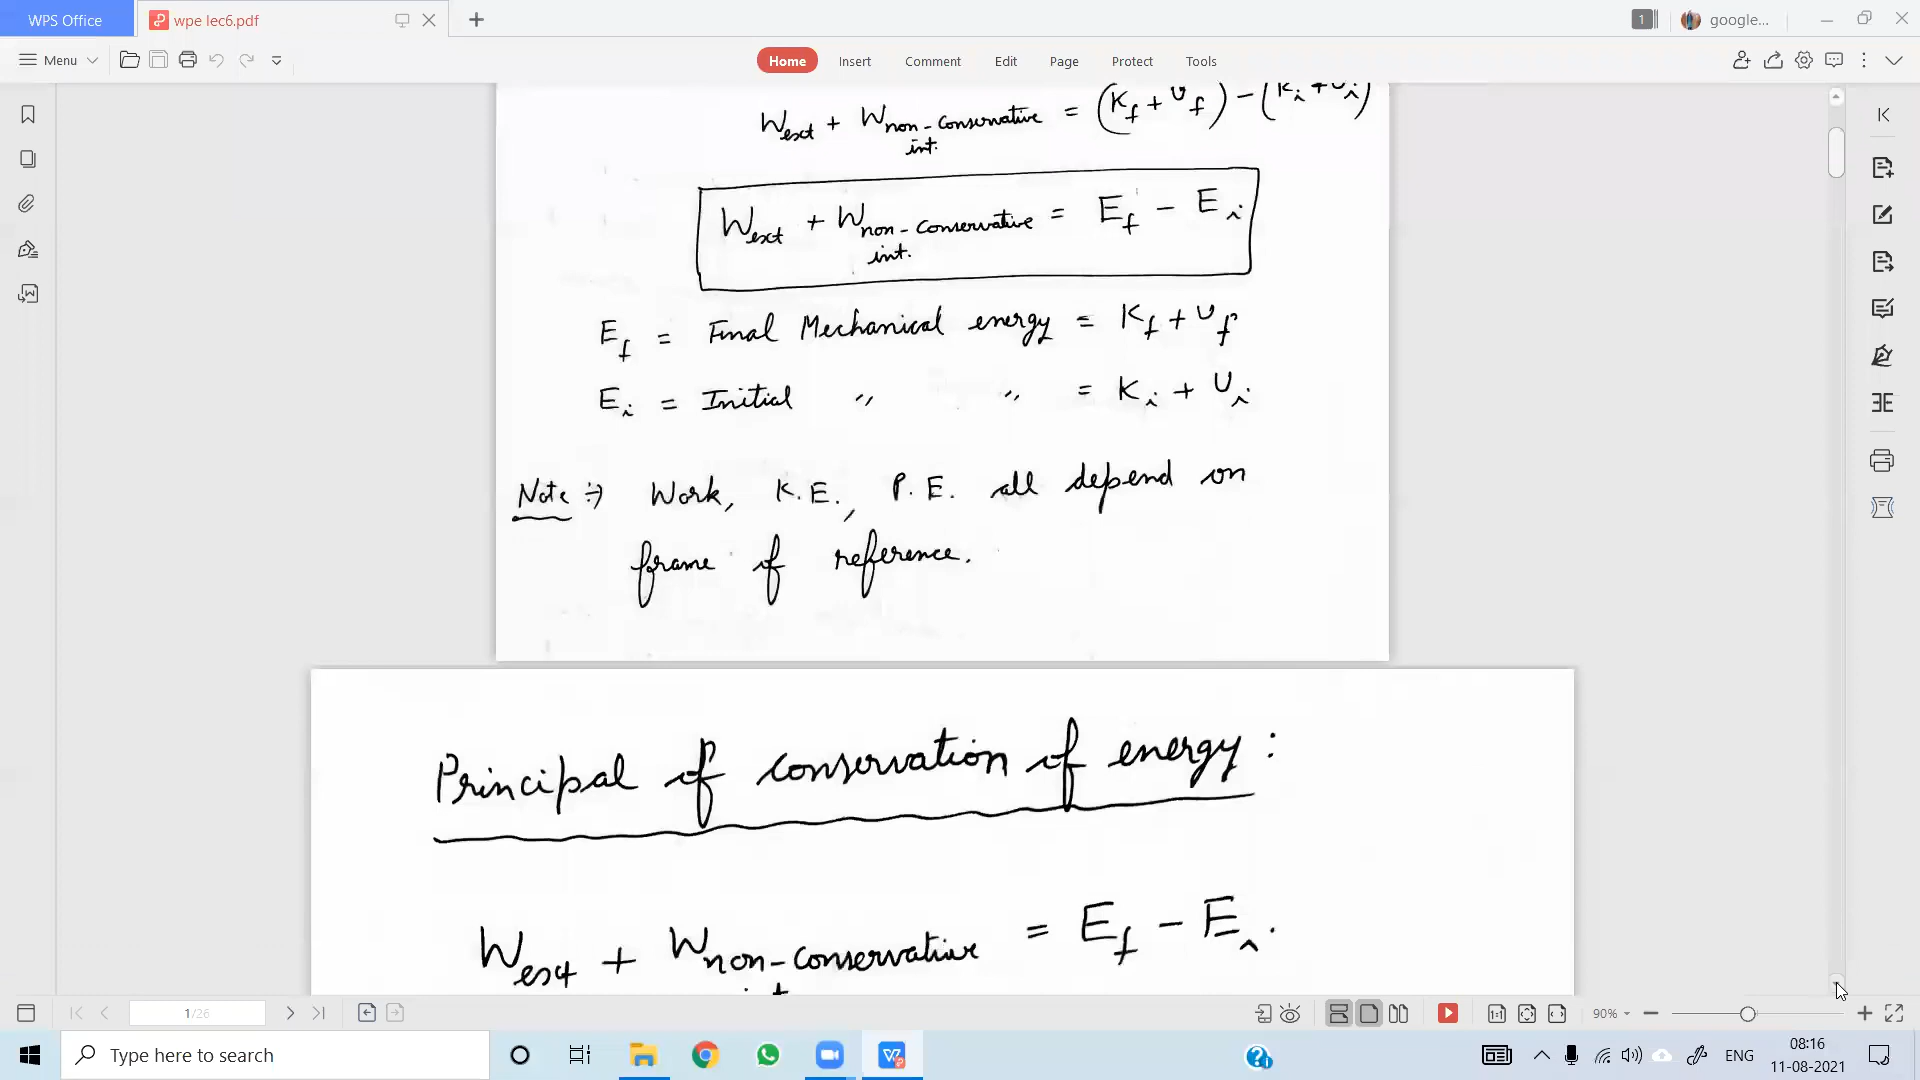 WPS Office
wpe lec6.pdf
1
google...
Menu
Home
Insert
Comment
Edit
Page
Protect
Tools
Wext + Wnon-conservative = (Kf + Uf) - (Ki + Ui)
int.
Wext + Wnon-conservative = Ef - Ei
int.
Ef = Final Mechanical energy = Kf + Uf
Ei = Initial 〃 〃 = Ki + Ui
Note :⇒ Work, K.E., P.E. all depend on
frame of reference.
Principal of conservation of energy :
Wext + Wnon-conservative = Ef - Ei.
1/26
90%
Type here to search
ENG
08:16
11-08-2021